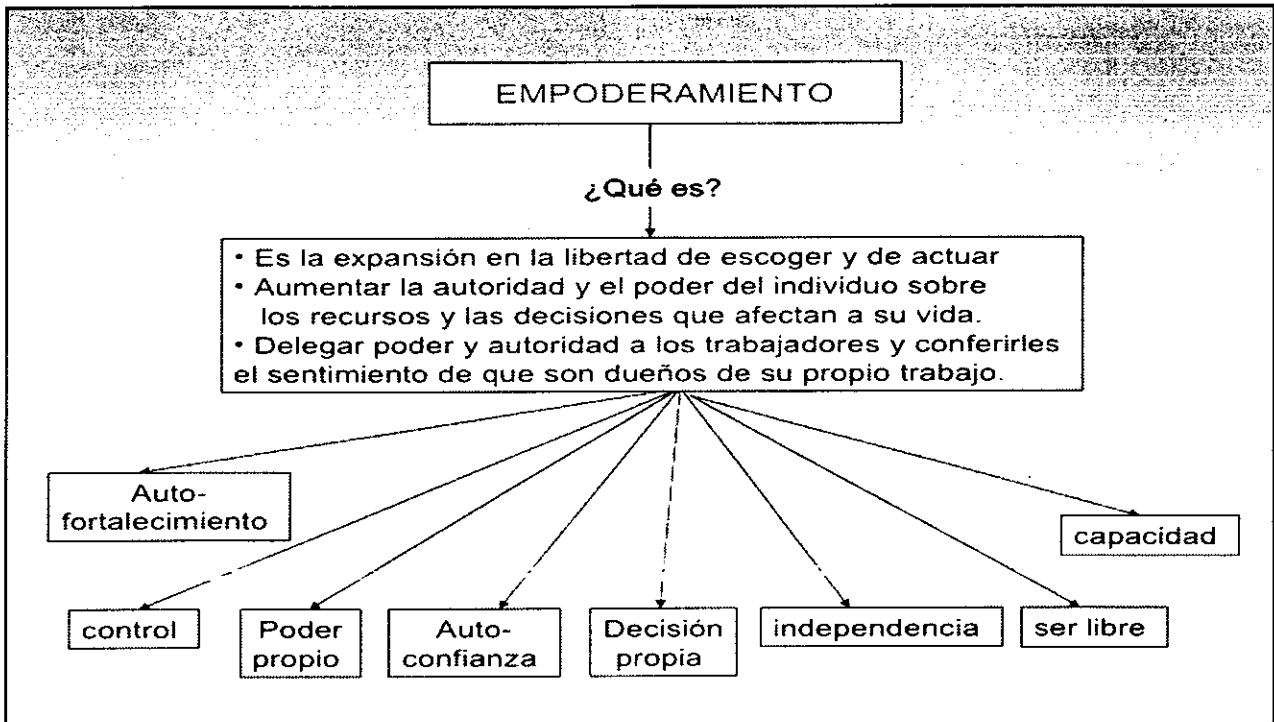 EMPODERAMIENTO
¿Qué es?
• Es la expansión en la libertad de escoger y de actuar
• Aumentar la autoridad y el poder del individuo sobre
los recursos y las decisiones que afectan a su vida.
• Delegar poder y autoridad a los trabajadores y conferirles
el sentimiento de que son dueños de su propio trabajo.
Auto-
fortalecimiento
capacidad
control
Poder
propio
Auto-
confianza
Decisión
propia
independencia
ser libre